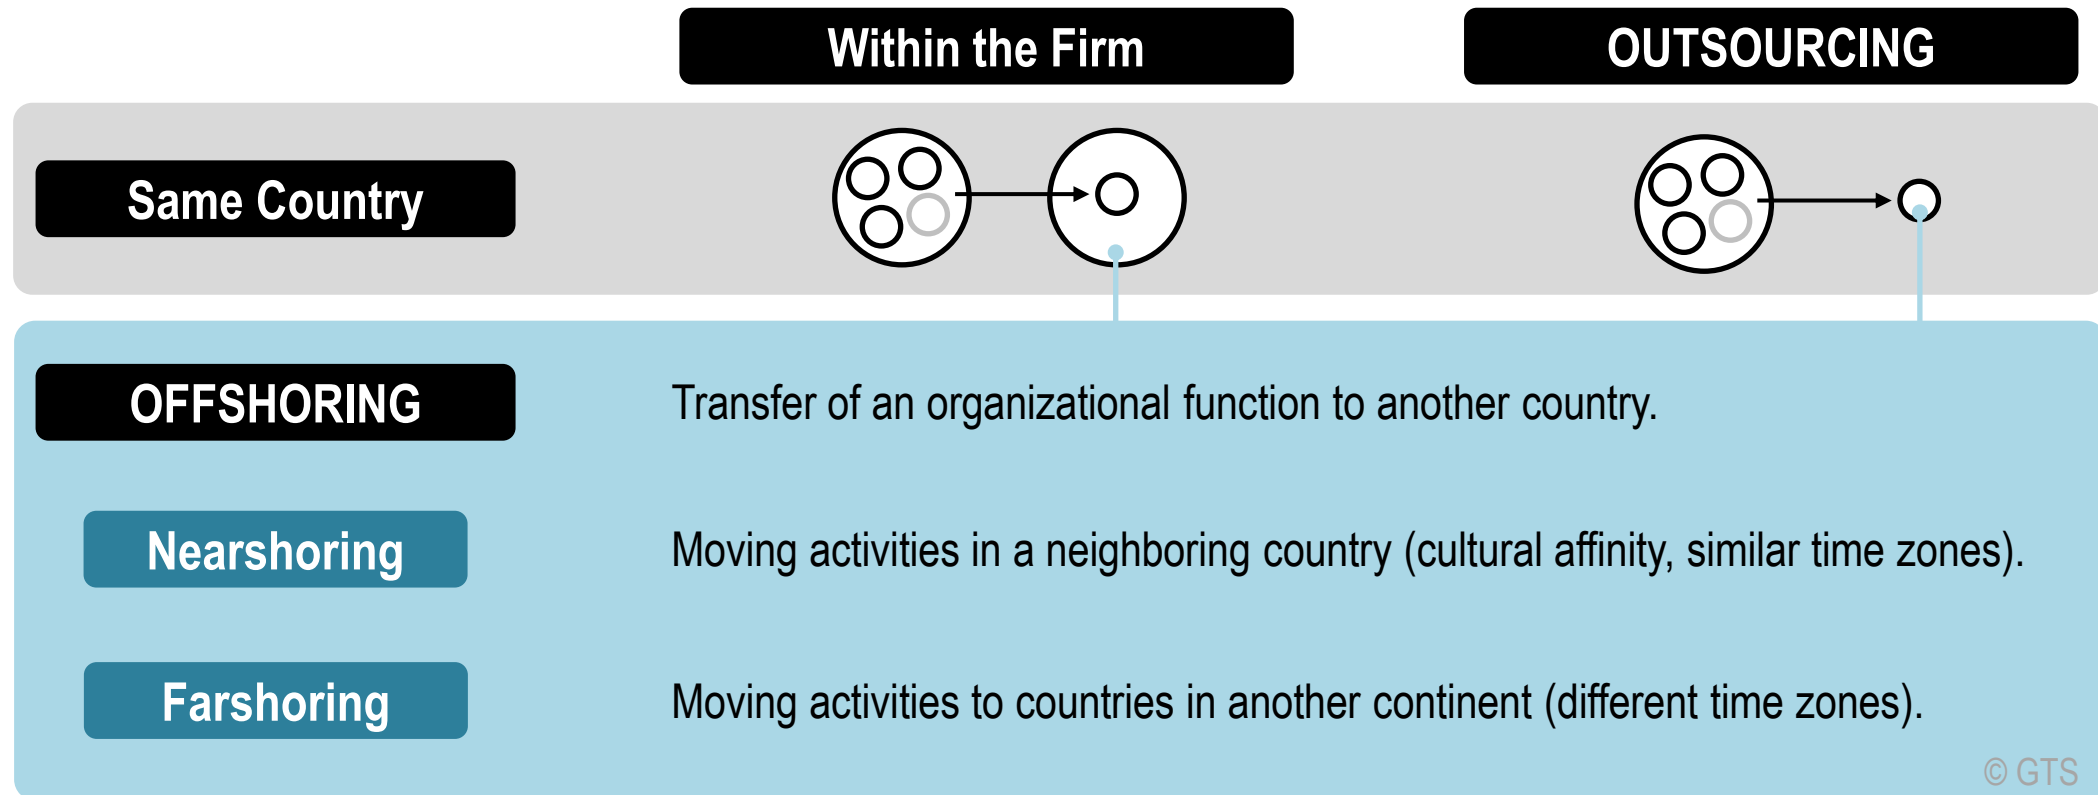 Within the Firm
OUTSOURCING
Same Country
OFFSHORING
Transfer of an organizational function to another country.
Nearshoring
Moving activities in a neighboring country (cultural affinity, similar time zones).
Farshoring
Moving activities to countries in another continent (different time zones).
© GTS